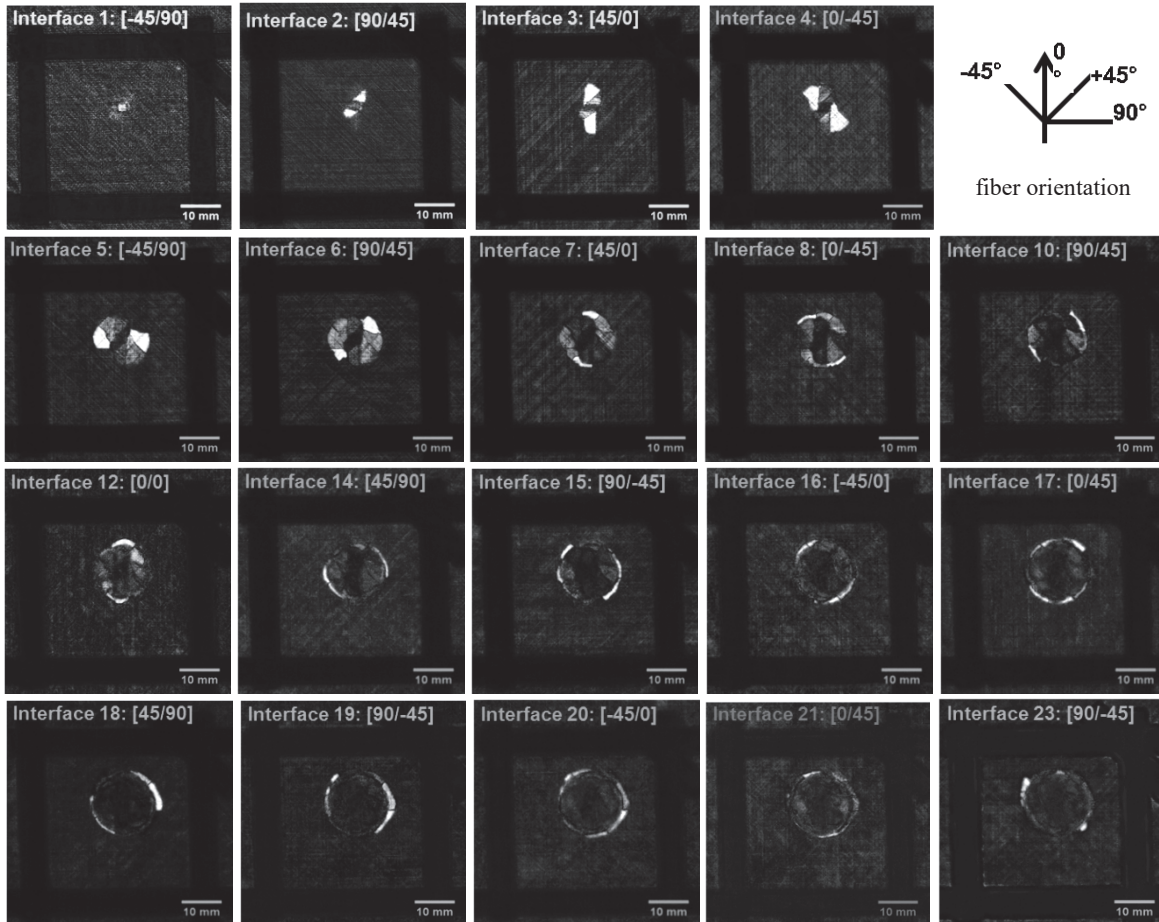 Interface 1: [-45/90]
10 mm
Interface 2: [90/45]
10 mm
Interface 3: [45/0]
10 mm
Interface 4: [0/-45]
10 mm
0
°
-45°
+45°
90°
fiber orientation
Interface 5: [-45/90]
10 mm
Interface 6: [90/45]
10 mm
Interface 7: [45/0]
10 mm
Interface 8: [0/-45]
10 mm
Interface 10: [90/45]
10 mm
Interface 12: [0/0]
10 mm
Interface 14: [45/90]
10 mm
Interface 15: [90/-45]
10 mm
Interface 16: [-45/0]
10 mm
Interface 17: [0/45]
10 mm
Interface 18: [45/90]
10 mm
Interface 19: [90/-45]
10 mm
Interface 20: [-45/0]
10 mm
Interface 21: [0/45]
10 mm
Interface 23: [90/-45]
10 mm